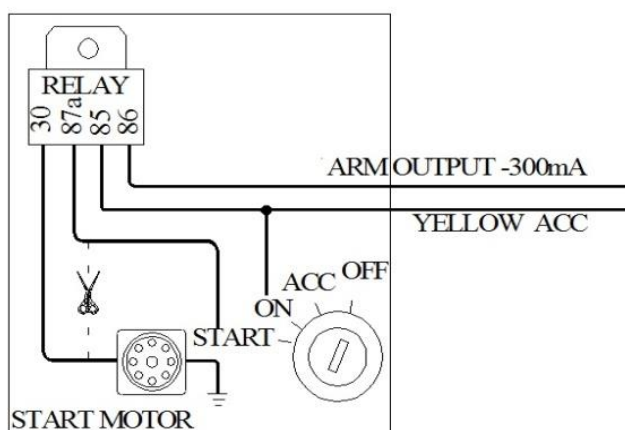 RELAY
30
87a
85
86
ARM OUTPUT -300mA
YELLOW ACC
OFF
ACC
ON
START
START MOTOR